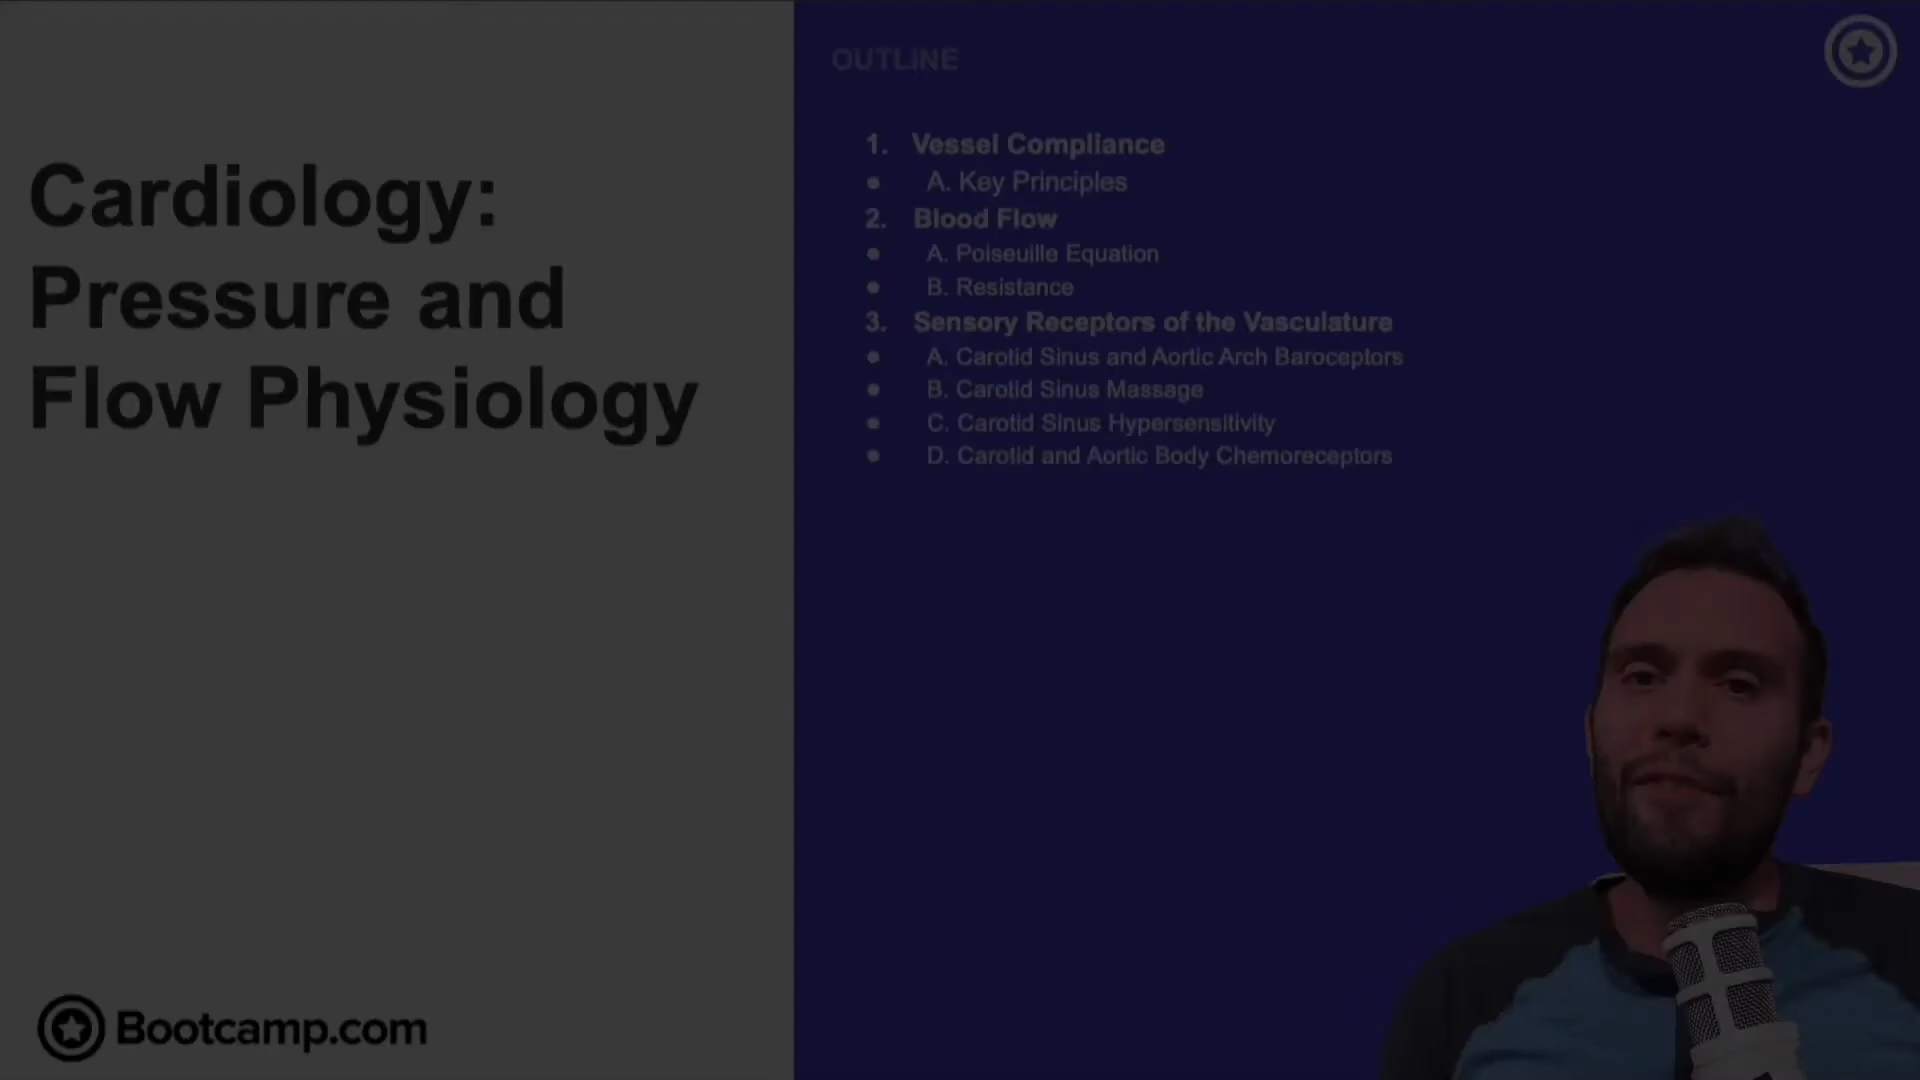 Cardiology:
Pressure and
Flow Physiology
Bootcamp.com
OUTLINE
1. Vessel Compliance
● A. Key Principles
2. Blood Flow
● A. Poiseuille Equation
● B. Resistance
3. Sensory Receptors of the Vasculature
● A. Carotid Sinus and Aortic Arch Baroceptors
● B. Carotid Sinus Massage
● C. Carotid Sinus Hypersensitivity
● D. Carotid and Aortic Body Chemoreceptors